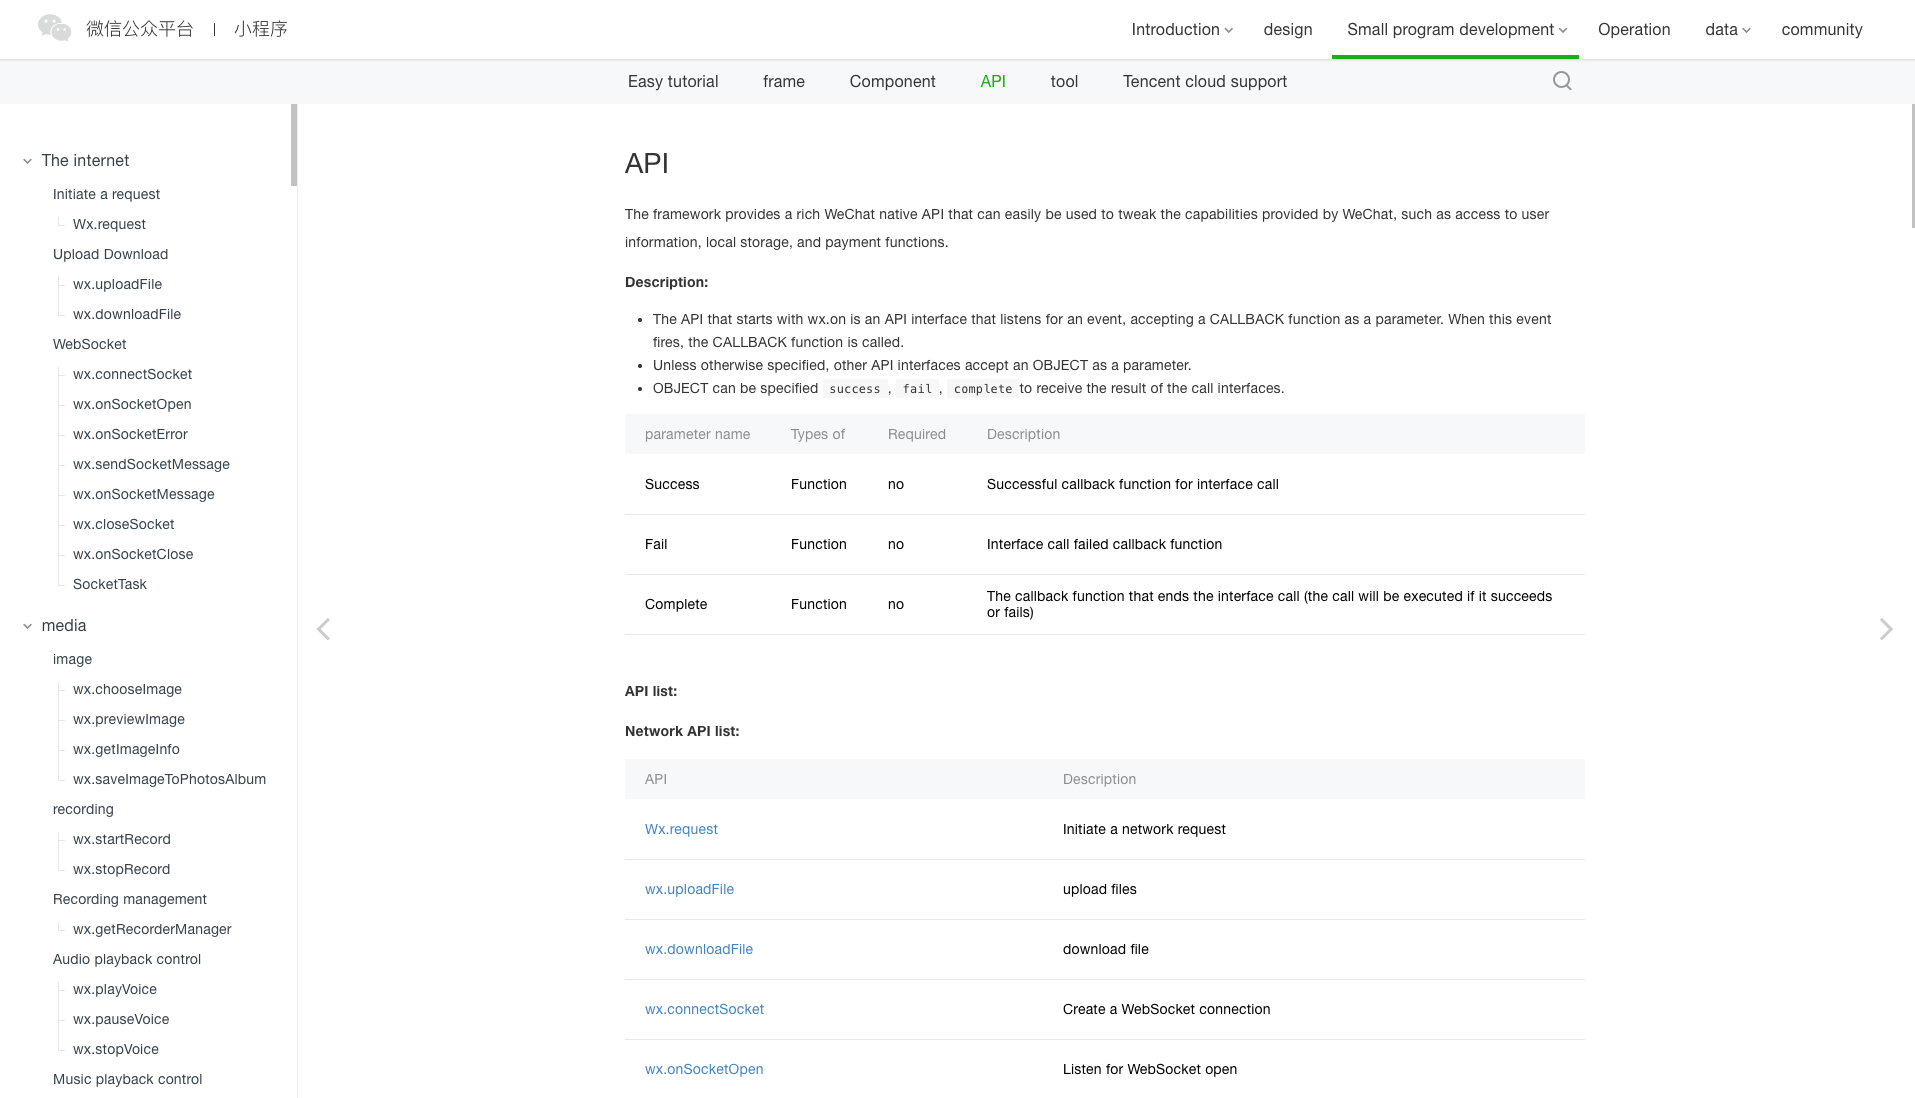 微信公众平台 | 小程序
Introduction
design
Small program development
Operation
data
community
Easy tutorial
frame
Component
API
tool
Tencent cloud support
The internet
Initiate a request
Wx.request
Upload Download
wx.uploadFile
wx.downloadFile
WebSocket
wx.connectSocket
wx.onSocketOpen
wx.onSocketError
wx.sendSocketMessage
wx.onSocketMessage
wx.closeSocket
wx.onSocketClose
SocketTask
media
image
wx.chooseImage
wx.previewImage
wx.getImageInfo
wx.saveImageToPhotosAlbum
recording
wx.startRecord
wx.stopRecord
Recording management
wx.getRecorderManager
Audio playback control
wx.playVoice
wx.pauseVoice
wx.stopVoice
Music playback control
API
The framework provides a rich WeChat native API that can easily be used to tweak the capabilities provided by WeChat, such as access to user
information, local storage, and payment functions.
Description:
• The API that starts with wx.on is an API interface that listens for an event, accepting a CALLBACK function as a parameter. When this event
fires, the CALLBACK function is called.
• Unless otherwise specified, other API interfaces accept an OBJECT as a parameter.
• OBJECT can be specified success , fail , complete to receive the result of the call interfaces.
parameter name Types of Required Description
Success Function no Successful callback function for interface call
Fail Function no Interface call failed callback function
Complete Function no The callback function that ends the interface call (the call will be executed if it succeeds
or fails)
API list:
Network API list:
API Description
Wx.request Initiate a network request
wx.uploadFile upload files
wx.downloadFile download file
wx.connectSocket Create a WebSocket connection
wx.onSocketOpen Listen for WebSocket open